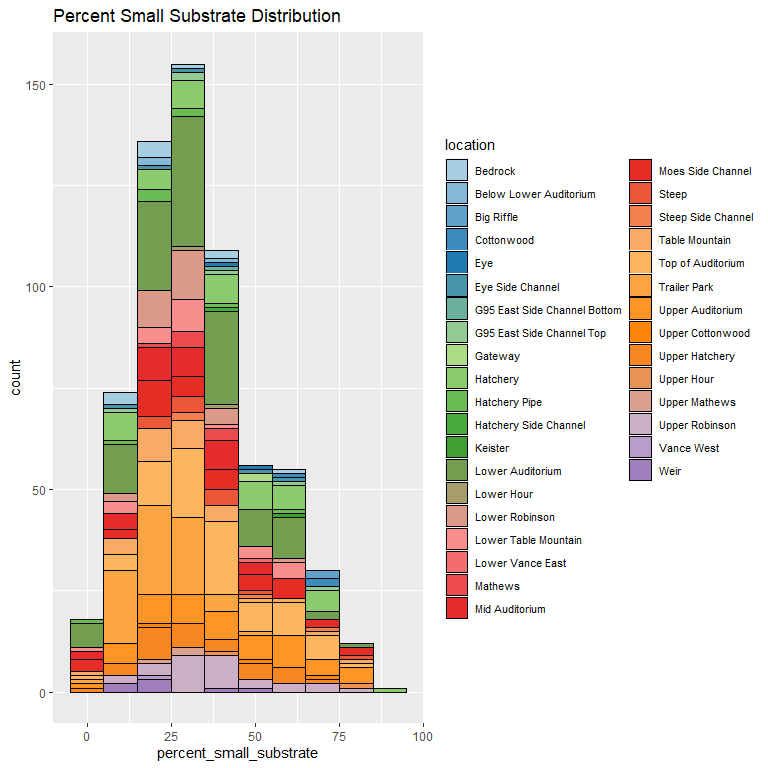 Percent Small Substrate Distribution
150
100
50
0
count
0 25 50 75 100
percent_small_substrate
location
Bedrock
Below Lower Auditorium
Big Riffle
Cottonwood
Eye
Eye Side Channel
G95 East Side Channel Bottom
G95 East Side Channel Top
Gateway
Hatchery
Hatchery Pipe
Hatchery Side Channel
Keister
Lower Auditorium
Lower Hour
Lower Robinson
Lower Table Mountain
Lower Vance East
Mathews
Mid Auditorium
Moes Side Channel
Steep
Steep Side Channel
Table Mountain
Top of Auditorium
Trailer Park
Upper Auditorium
Upper Cottonwood
Upper Hatchery
Upper Hour
Upper Mathews
Upper Robinson
Vance West
Weir